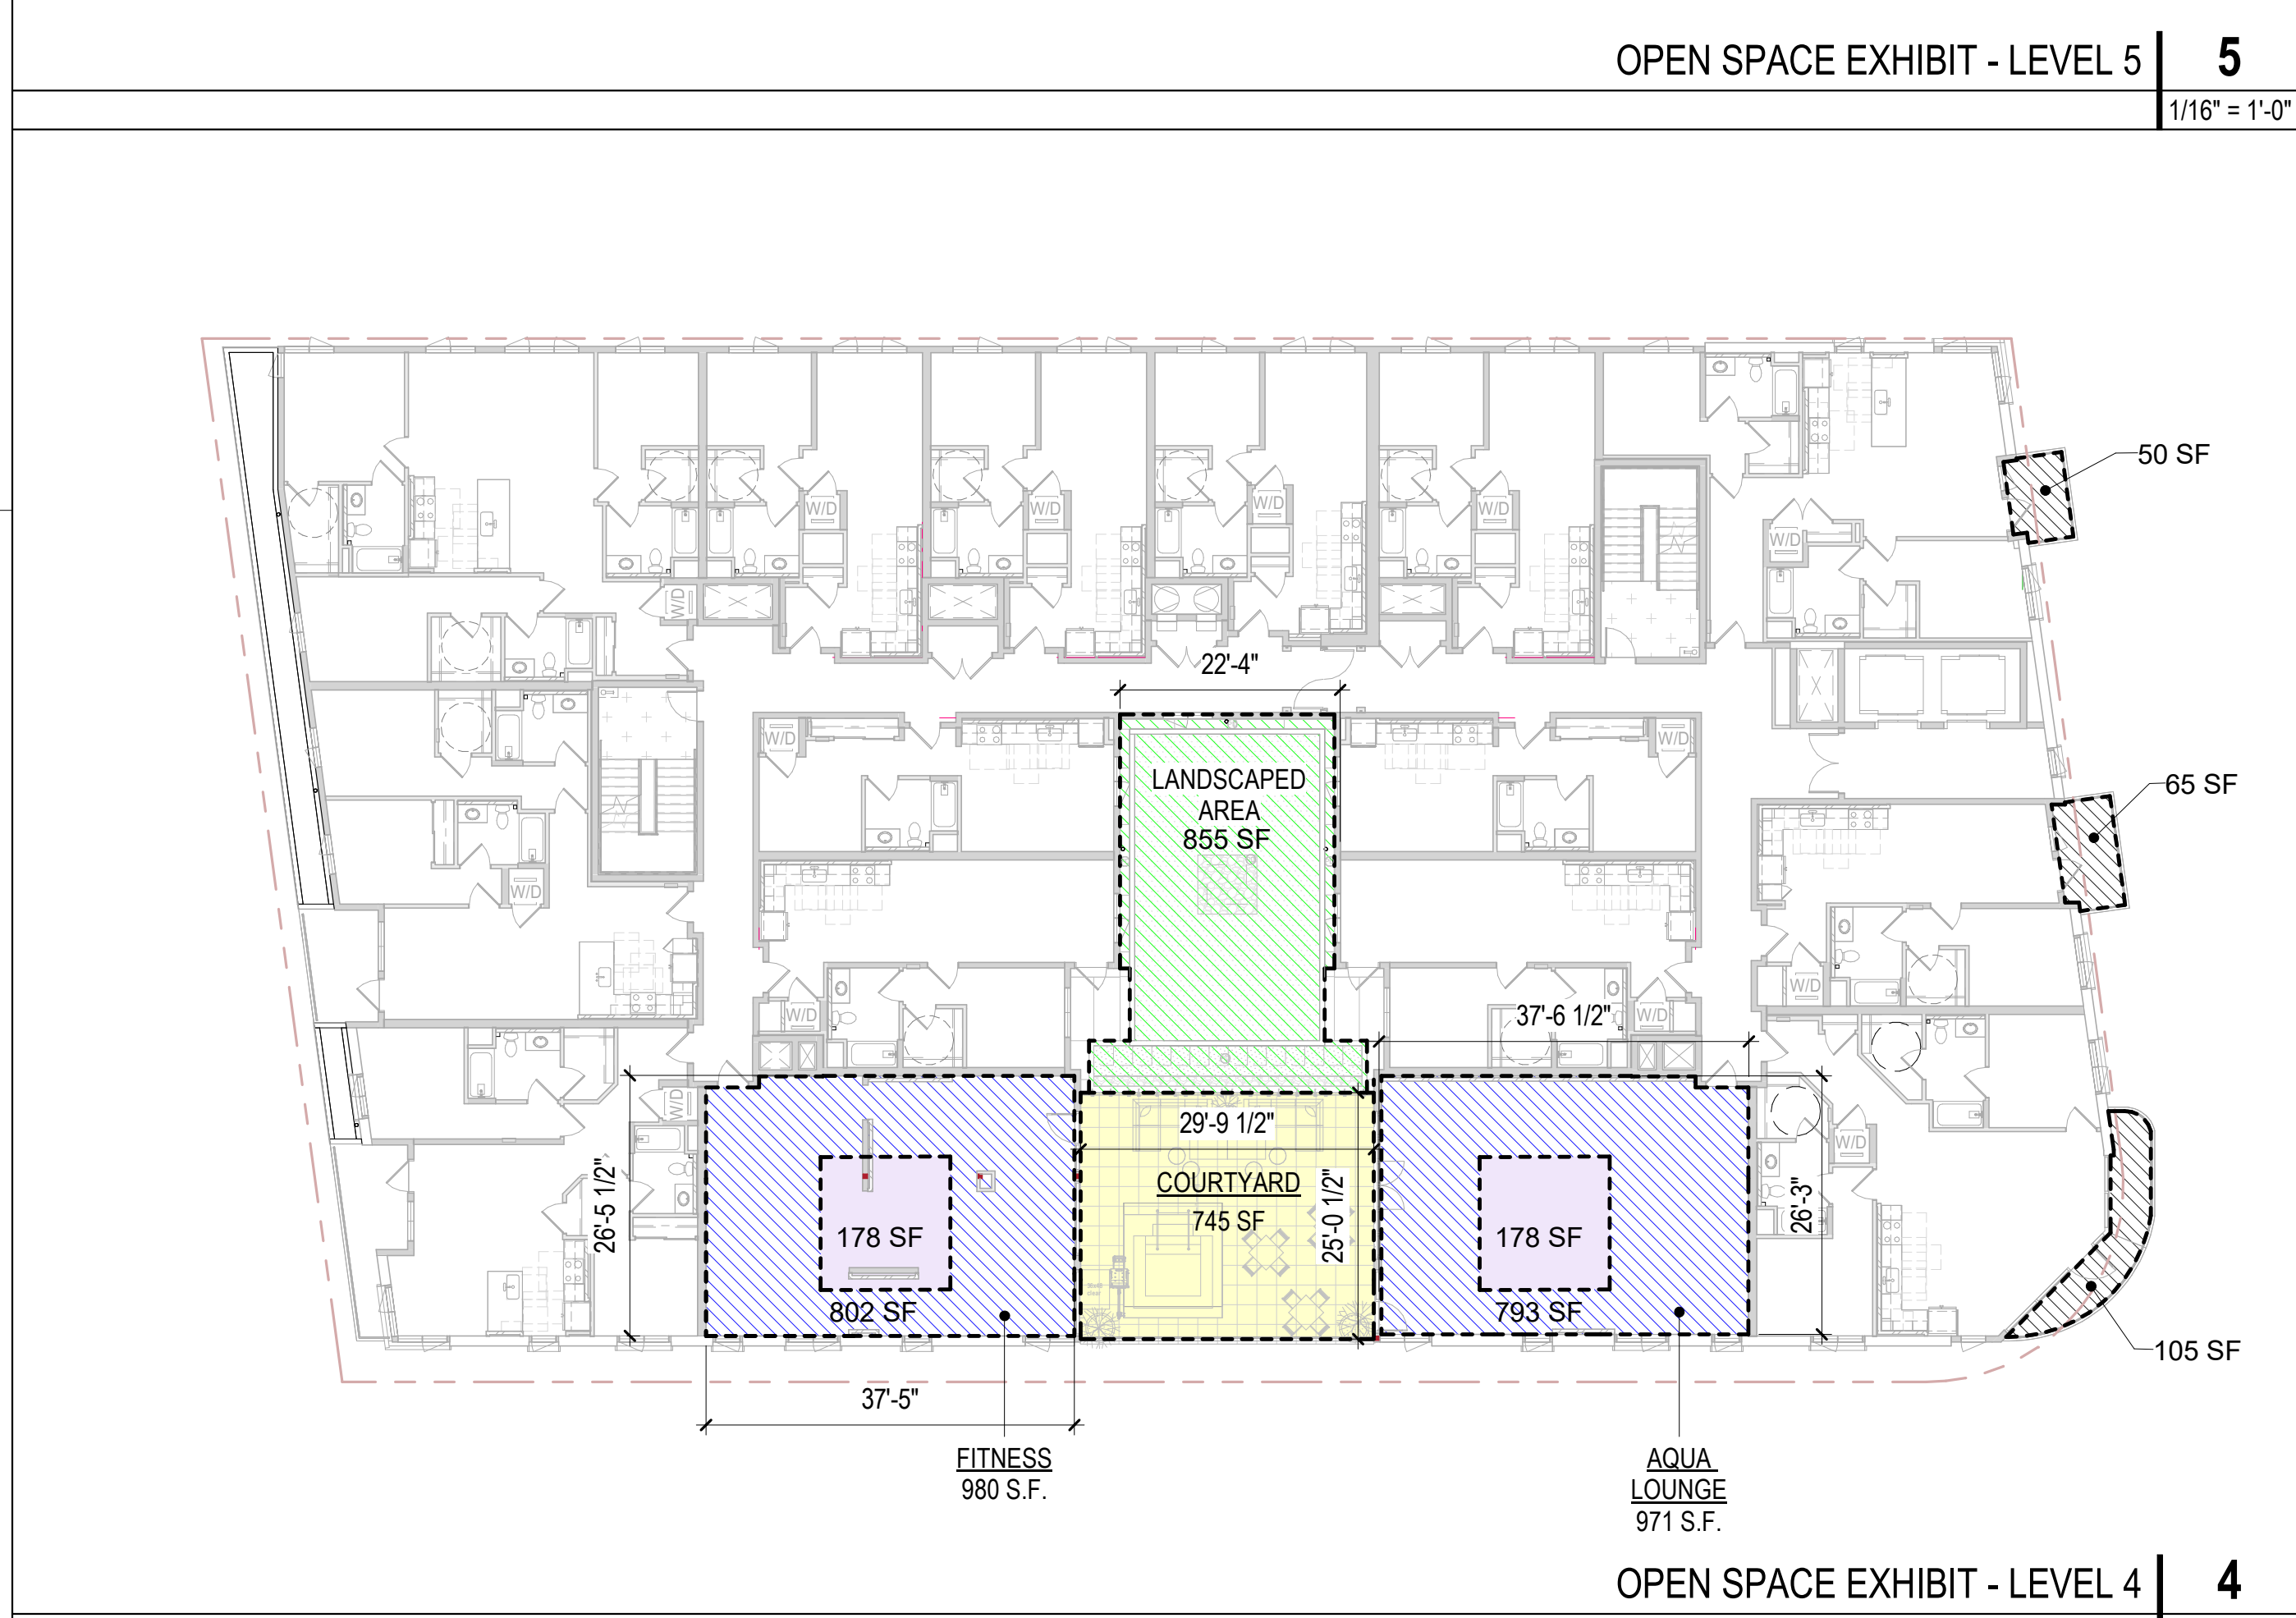 OPEN SPACE EXHIBIT - LEVEL 5
5
1/16" = 1'-0"
50 SF
W/D
W/D
W/D
W/D
W/D
W/D
22'-4"
W/D
W/D
LANDSCAPED
AREA
855 SF
65 SF
W/D
W/D
W/D
W/D
W/D
37'-6 1/2"
W/D
W/D
29'-9 1/2"
26'-5 1/2"
COURTYARD
745 SF
25'-0 1/2"
26'-3"
178 SF
178 SF
802 SF
793 SF
105 SF
37'-5"
FITNESS
980 S.F.
AQUA
LOUNGE
971 S.F.
OPEN SPACE EXHIBIT - LEVEL 4
4